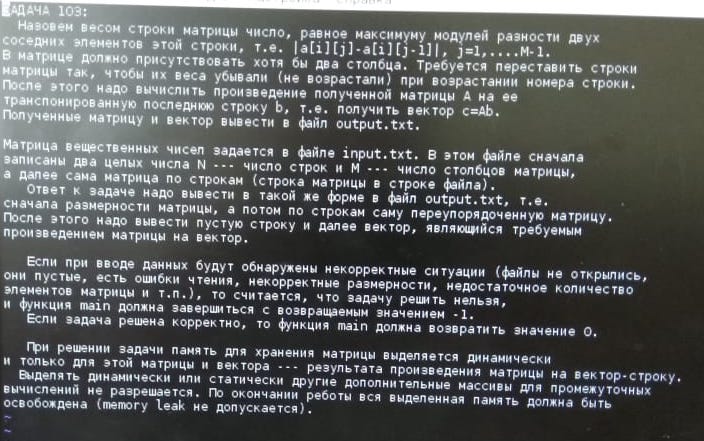 ЗАДАЧА 103:
Назовем весом строки матрицы число, равное максимуму модулей разности двух
соседних элементов этой строки, т.е. |a[i][j]-a[i][j-i]|, j=1,....M-1.
В матрице должно присутствовать хотя бы два столбца. Требуется переставить строки
матрицы так, чтобы их веса убывали (не возрастали) при возрастании номера строки.
После этого надо вычислить произведение полученной матрицы A на ее
транспонированную последнюю строку b, т.е. получить вектор c=Ab.
Полученные матрицу и вектор вывести в файл output.txt.
Матрица вещественных чисел задается в файле input.txt. В этом файле сначала
записаны два целых числа N --- число строк и M --- число столбцов матрицы,
а далее сама матрица по строкам (строка матрицы в строке файла).
Ответ к задаче надо вывести в такой же форме в файл output.txt, т.е.
сначала размерности матрицы, а потом по строкам саму переупорядоченную матрицу.
После этого надо вывести пустую строку и далее вектор, являющийся требуемым
произведением матрицы на вектор.
Если при вводе данных будут обнаружены некорректные ситуации (файлы не открылись,
они пустые, есть ошибки чтения, некорректные размерности, недостаточное количество
элементов матрицы и т.п.), то считается, что задачу решить нельзя,
и функция main должна завершиться с возвращаемым значением -1.
Если задача решена корректно, то функция main должна возвратить значение 0.
При решении задачи память для хранения матрицы выделяется динамически
и только для этой матрицы и вектора --- результата произведения матрицы на вектор-строку.
Выделять динамически или статически другие дополнительные массивы для промежуточных
вычислений не разрешается. По окончании работы вся выделенная память должна быть
освобождена (memory leak не допускается).
~
~